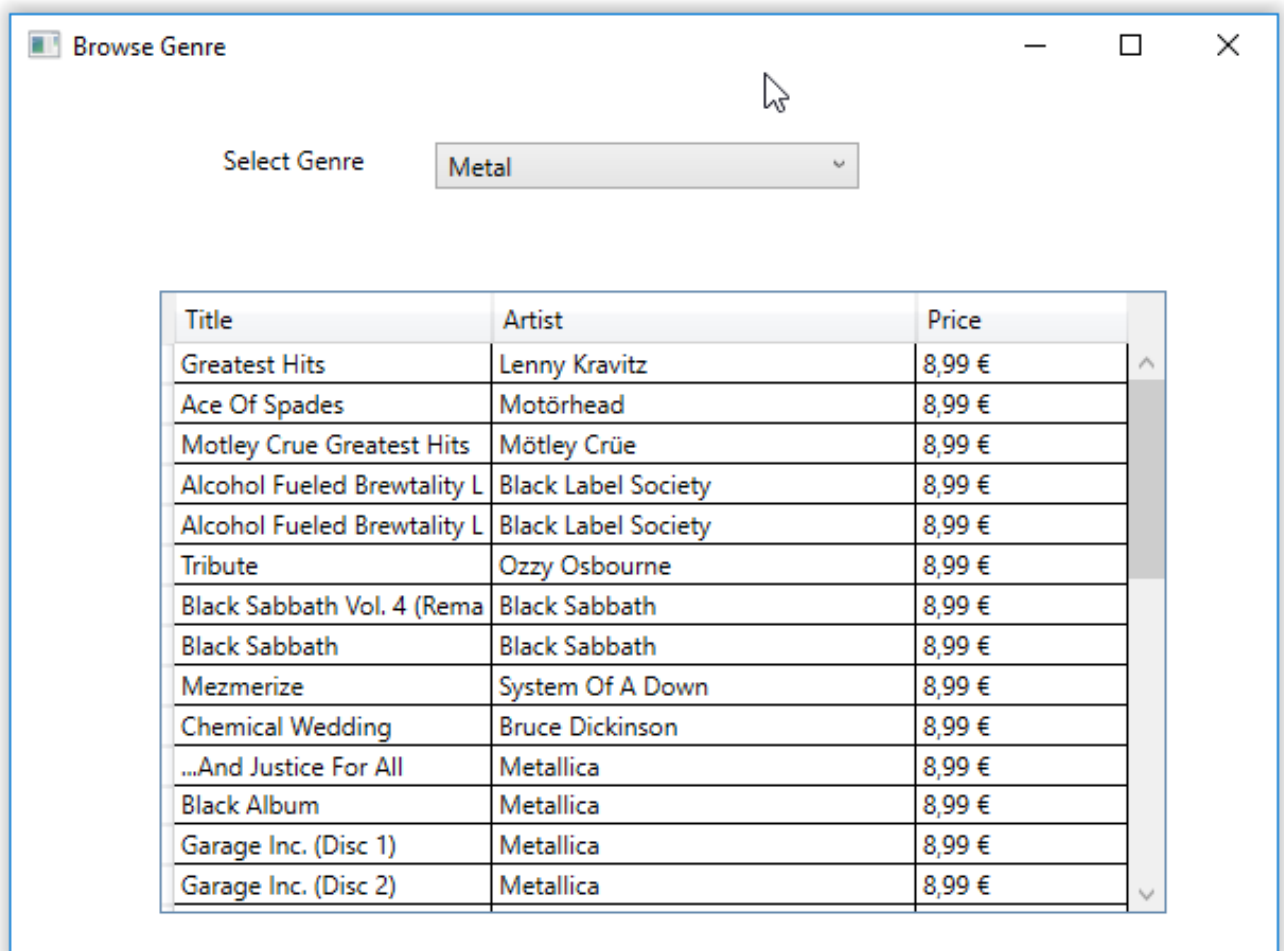 Browse Genre
Select Genre Metal
Title Artist Price
Greatest Hits Lenny Kravitz 8,99 €
Ace Of Spades Motörhead 8,99 €
Motley Crue Greatest Hits Mötley Crüe 8,99 €
Alcohol Fueled Brewtality L Black Label Society 8,99 €
Alcohol Fueled Brewtality L Black Label Society 8,99 €
Tribute Ozzy Osbourne 8,99 €
Black Sabbath Vol. 4 (Rema Black Sabbath 8,99 €
Black Sabbath Black Sabbath 8,99 €
Mezmerize System Of A Down 8,99 €
Chemical Wedding Bruce Dickinson 8,99 €
...And Justice For All Metallica 8,99 €
Black Album Metallica 8,99 €
Garage Inc. (Disc 1) Metallica 8,99 €
Garage Inc. (Disc 2) Metallica 8,99 €